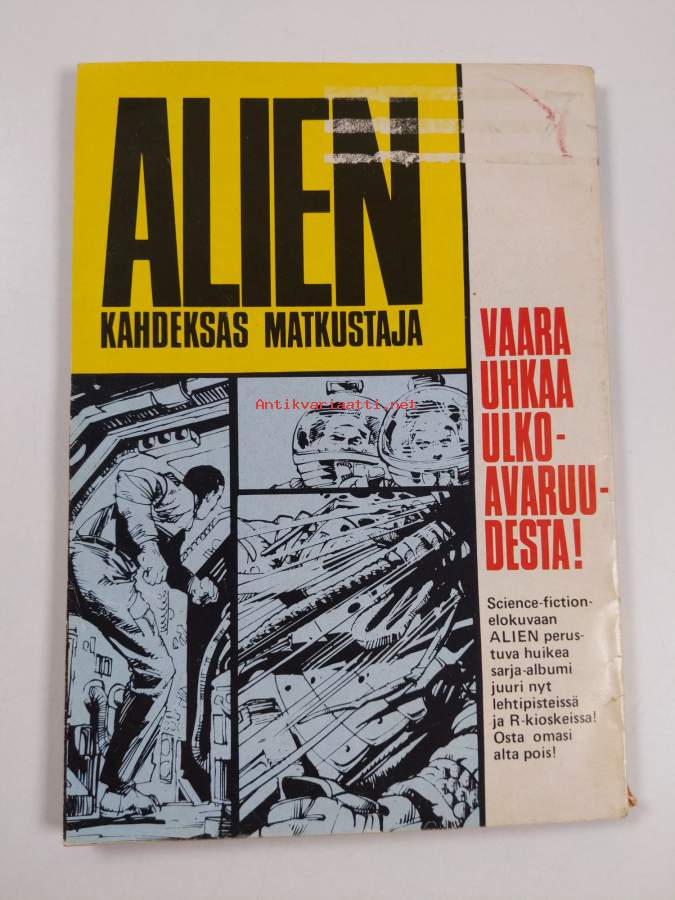 ALIEN
KAHDEKSAS MATKUSTAJA
Antikvariaatti.net
VAARA
UHKAA
ULKO-
AVARUU-
DESTA!
Science-fiction-
elokuvaan
ALIEN perus-
tuva huikea
sarja-albumi
juuri nyt
lehtipisteissä
ja R-kioskeissa!
Osta omasi
alta pois!